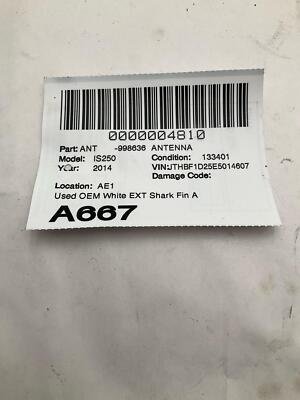 0000004810
Part: ANT -998636 ANTENNA
Model: IS250 Condition: 133401
Year: 2014 VIN:JTHBF1D25E5014607
Damage Code:
Location: AE1
Used OEM White EXT Shark Fin A
A667